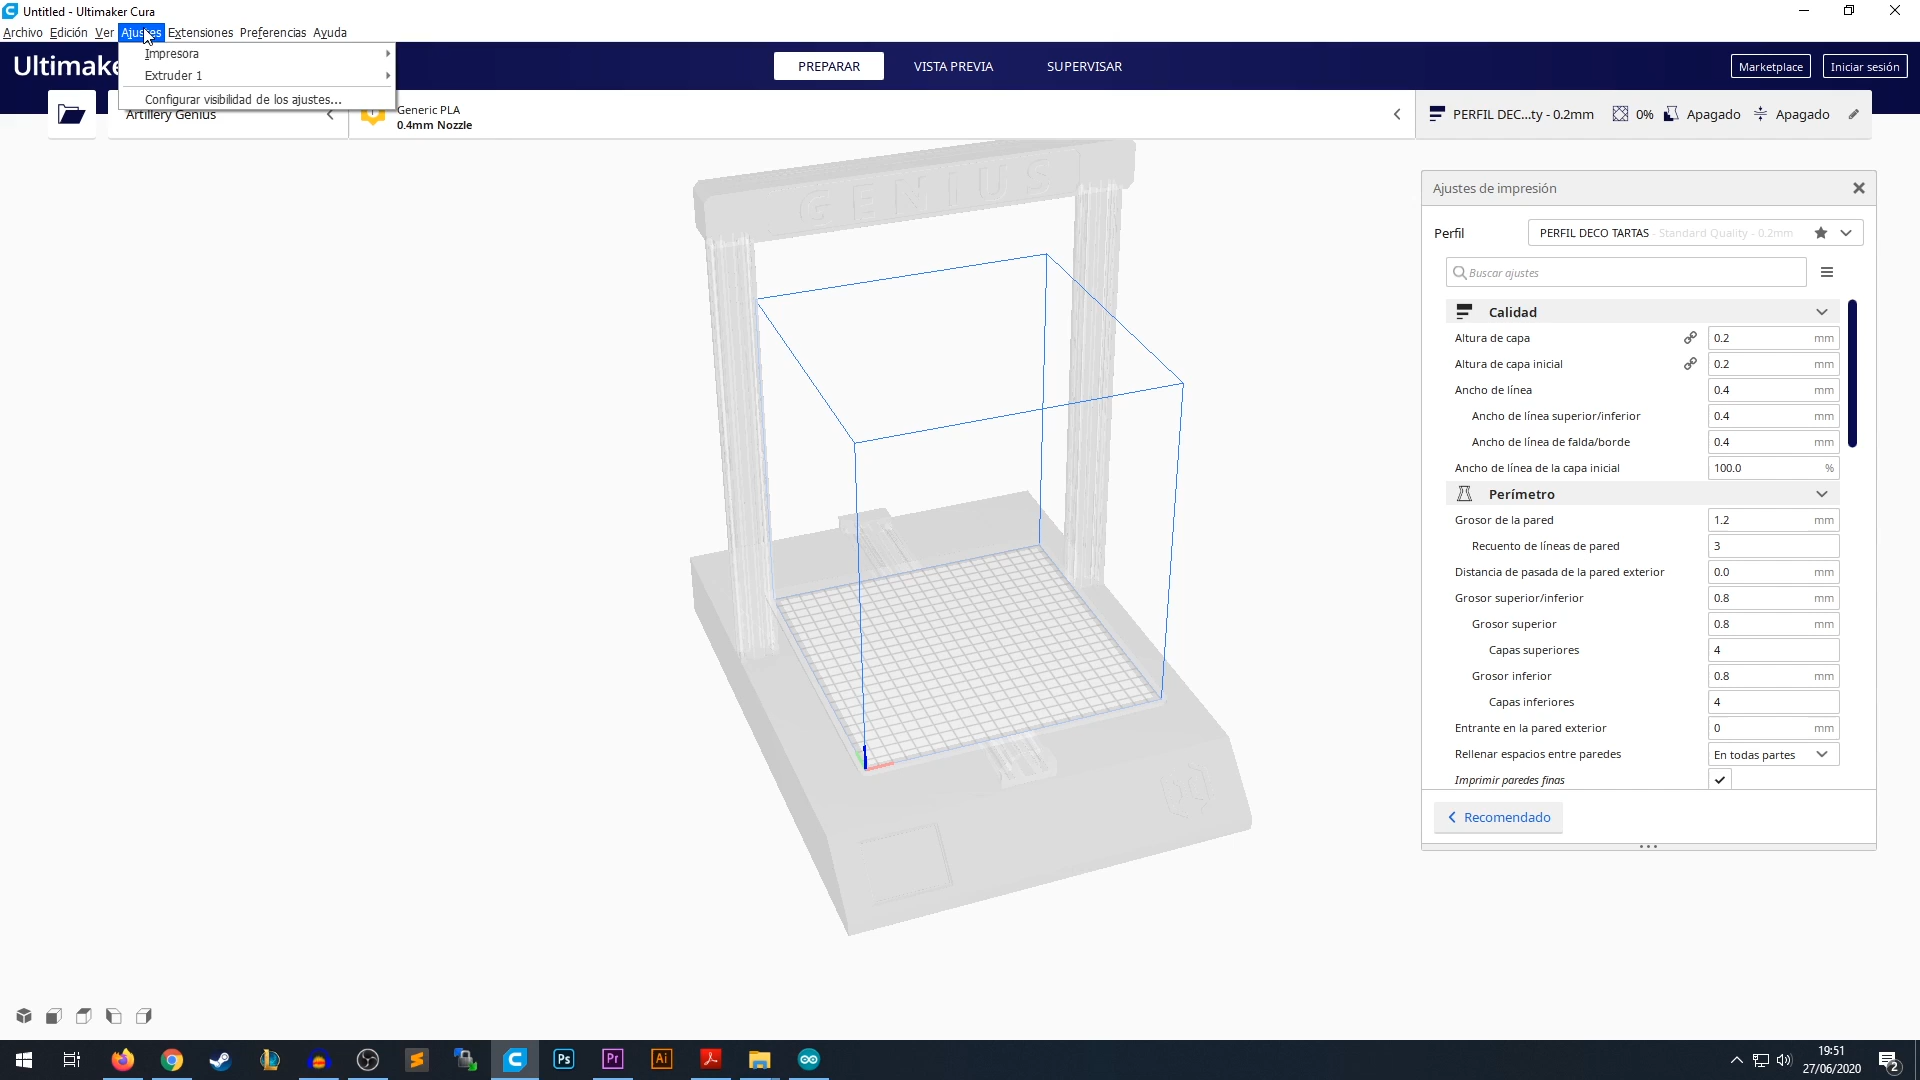 Untitled - Ultimaker Cura
Archivo Edición Ver Ajustes Extensiones Preferencias Ayuda
Impresora
Extruder 1
Configurar visibilidad de los ajustes...
PREPARAR VISTA PREVIA SUPERVISAR
Marketplace Iniciar sesión
Artillery Genius
Generic PLA
0.4mm Nozzle
PERFIL DEC...ty - 0.2mm 0% Apagado Apagado
GENIUS
Ajustes de impresión
Perfil PERFIL DECO TARTAS - Standard Quality - 0.2mm
Buscar ajustes
Calidad
Altura de capa 0.2 mm
Altura de capa inicial 0.2 mm
Ancho de línea 0.4 mm
Ancho de línea superior/inferior 0.4 mm
Ancho de línea de falda/borde 0.4 mm
Ancho de línea de la capa inicial 100.0 %
Perímetro
Grosor de la pared 1.2 mm
Recuento de líneas de pared 3
Distancia de pasada de la pared exterior 0.0 mm
Grosor superior/inferior 0.8 mm
Grosor superior 0.8 mm
Capas superiores 4
Grosor inferior 0.8 mm
Capas inferiores 4
Entrante en la pared exterior 0 mm
Rellenar espacios entre paredes En todas partes
Imprimir paredes finas
Recomendado
Ps Pr Ai
19:51
27/06/2020
2